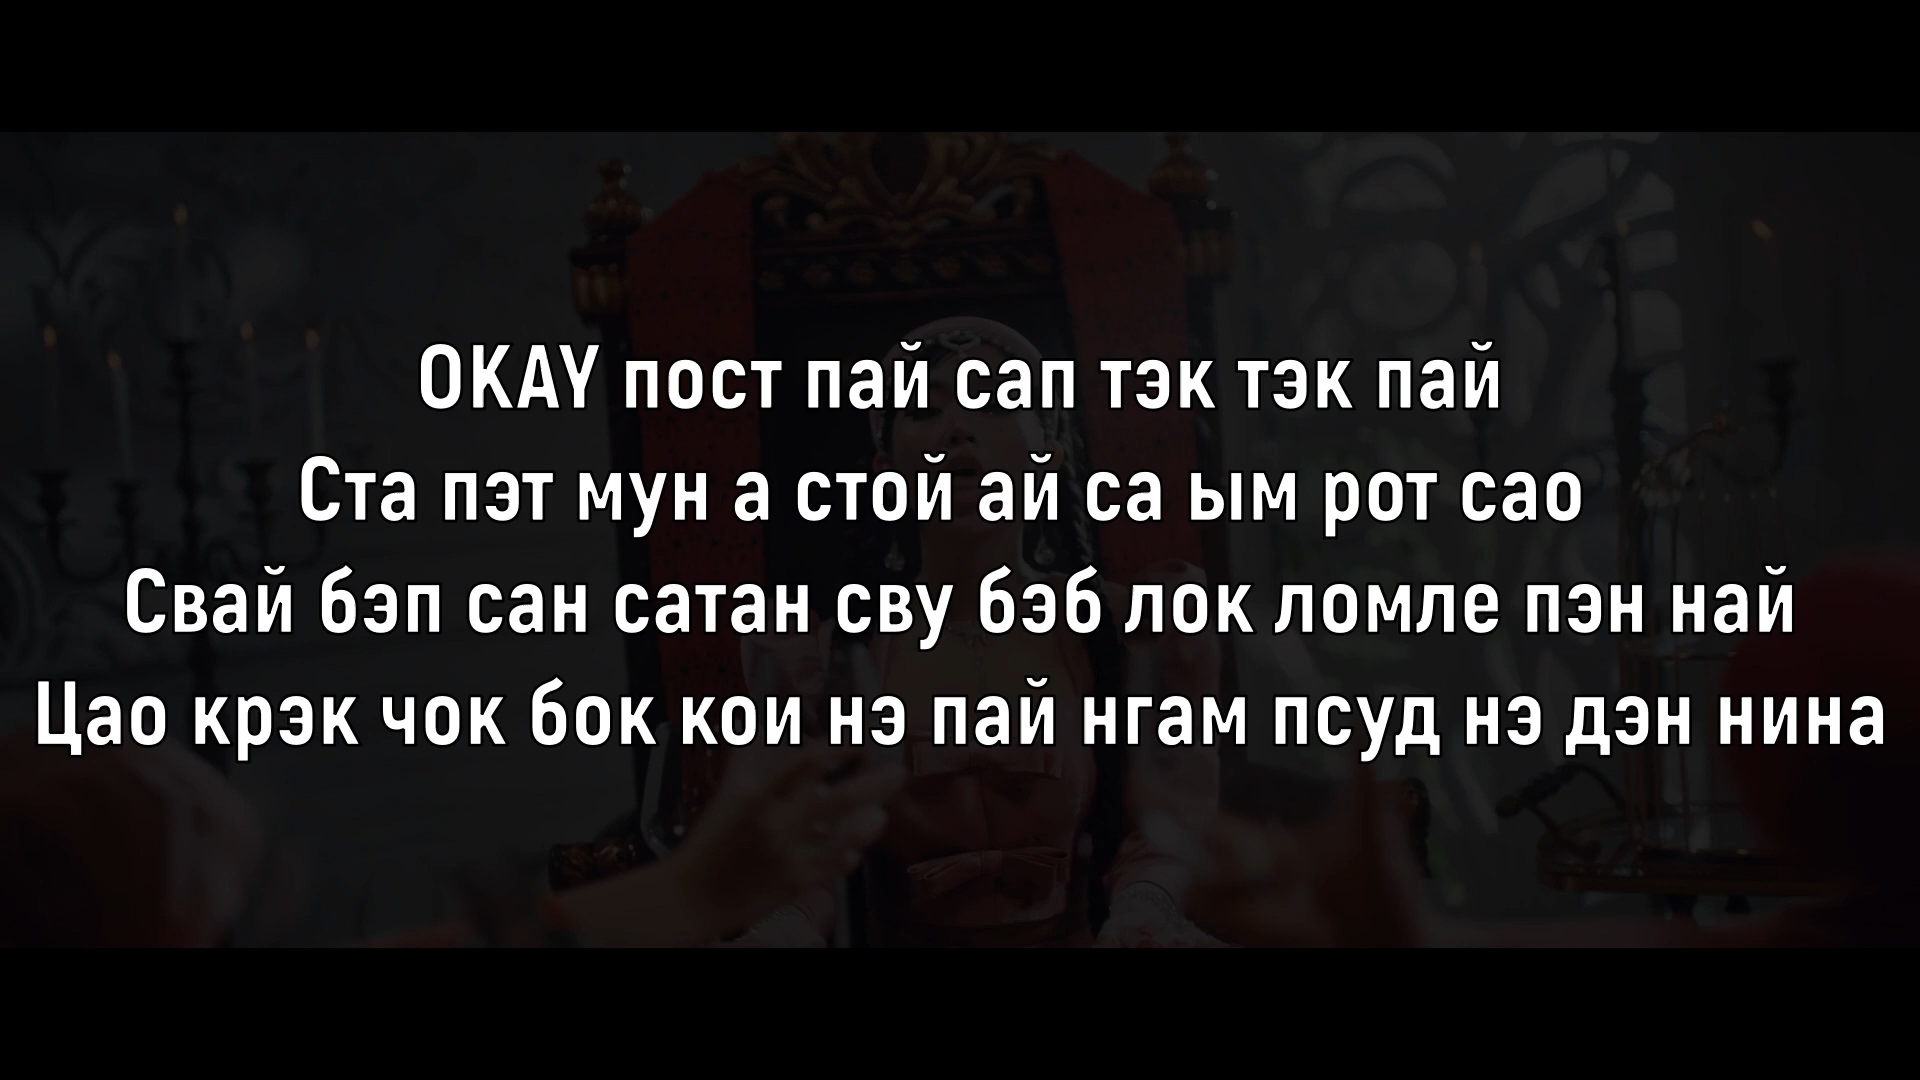 OKAY пост пай сап тэк тэк пай
Ста пэт мун а стой ай са ым рот сао
Свай бэп сан сатан сву бэб лок ломле пэн най
Цао крэк чок бок кои нэ пай нгам псуд нэ дэн нина